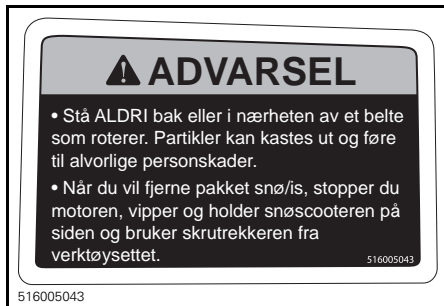 ADVARSEL
• Stå ALDRI bak eller i nærheten av et belte
som roterer. Partikler kan kastes ut og føre
til alvorlige personskader.
• Når du vil fjerne pakket snø/is, stopper du
motoren, vipper og holder snøscooteren på
siden og bruker skrutrekkeren fra
verktøysettet.
516005043
516005043